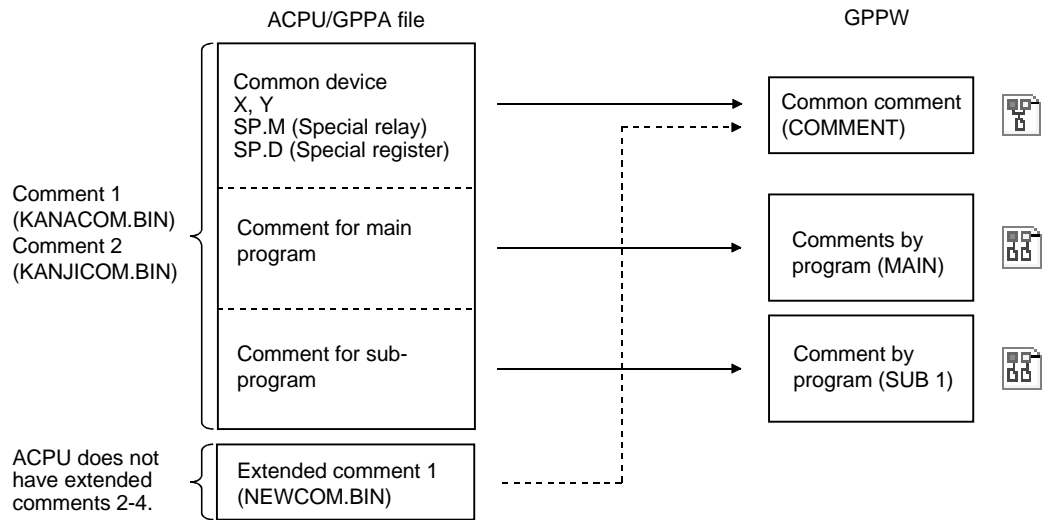 ACPU/GPPA file
GPPW
Common device
X, Y
SP.M (Special relay)
SP.D (Special register)
Common comment
(COMMENT)
Comment 1
(KANACOM.BIN)
Comment 2
(KANJICOM.BIN)
Comment for main
program
Comments by
program (MAIN)
Comment for sub-
program
Comment by
program (SUB 1)
ACPU does not
have extended
comments 2-4.
Extended comment 1
(NEWCOM.BIN)